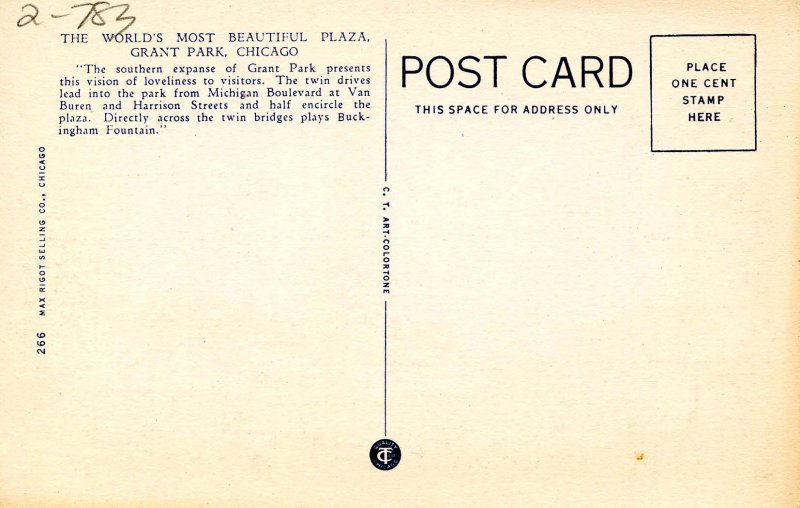 2-783
THE WORLD'S MOST BEAUTIFUL PLAZA,
GRANT PARK, CHICAGO
"The southern expanse of Grant Park presents
this vision of loveliness to visitors. The twin drives
lead into the park from Michigan Boulevard at Van
Buren and Harrison Streets and half encircle the
plaza. Directly across the twin bridges plays Buck-
ingham Fountain."
266 MAX RIGOT SELLING CO., CHICAGO
C. T. ART-COLORTONE
QUALITY
CT
CHICAGO
POST CARD
THIS SPACE FOR ADDRESS ONLY
PLACE
ONE CENT
STAMP
HERE